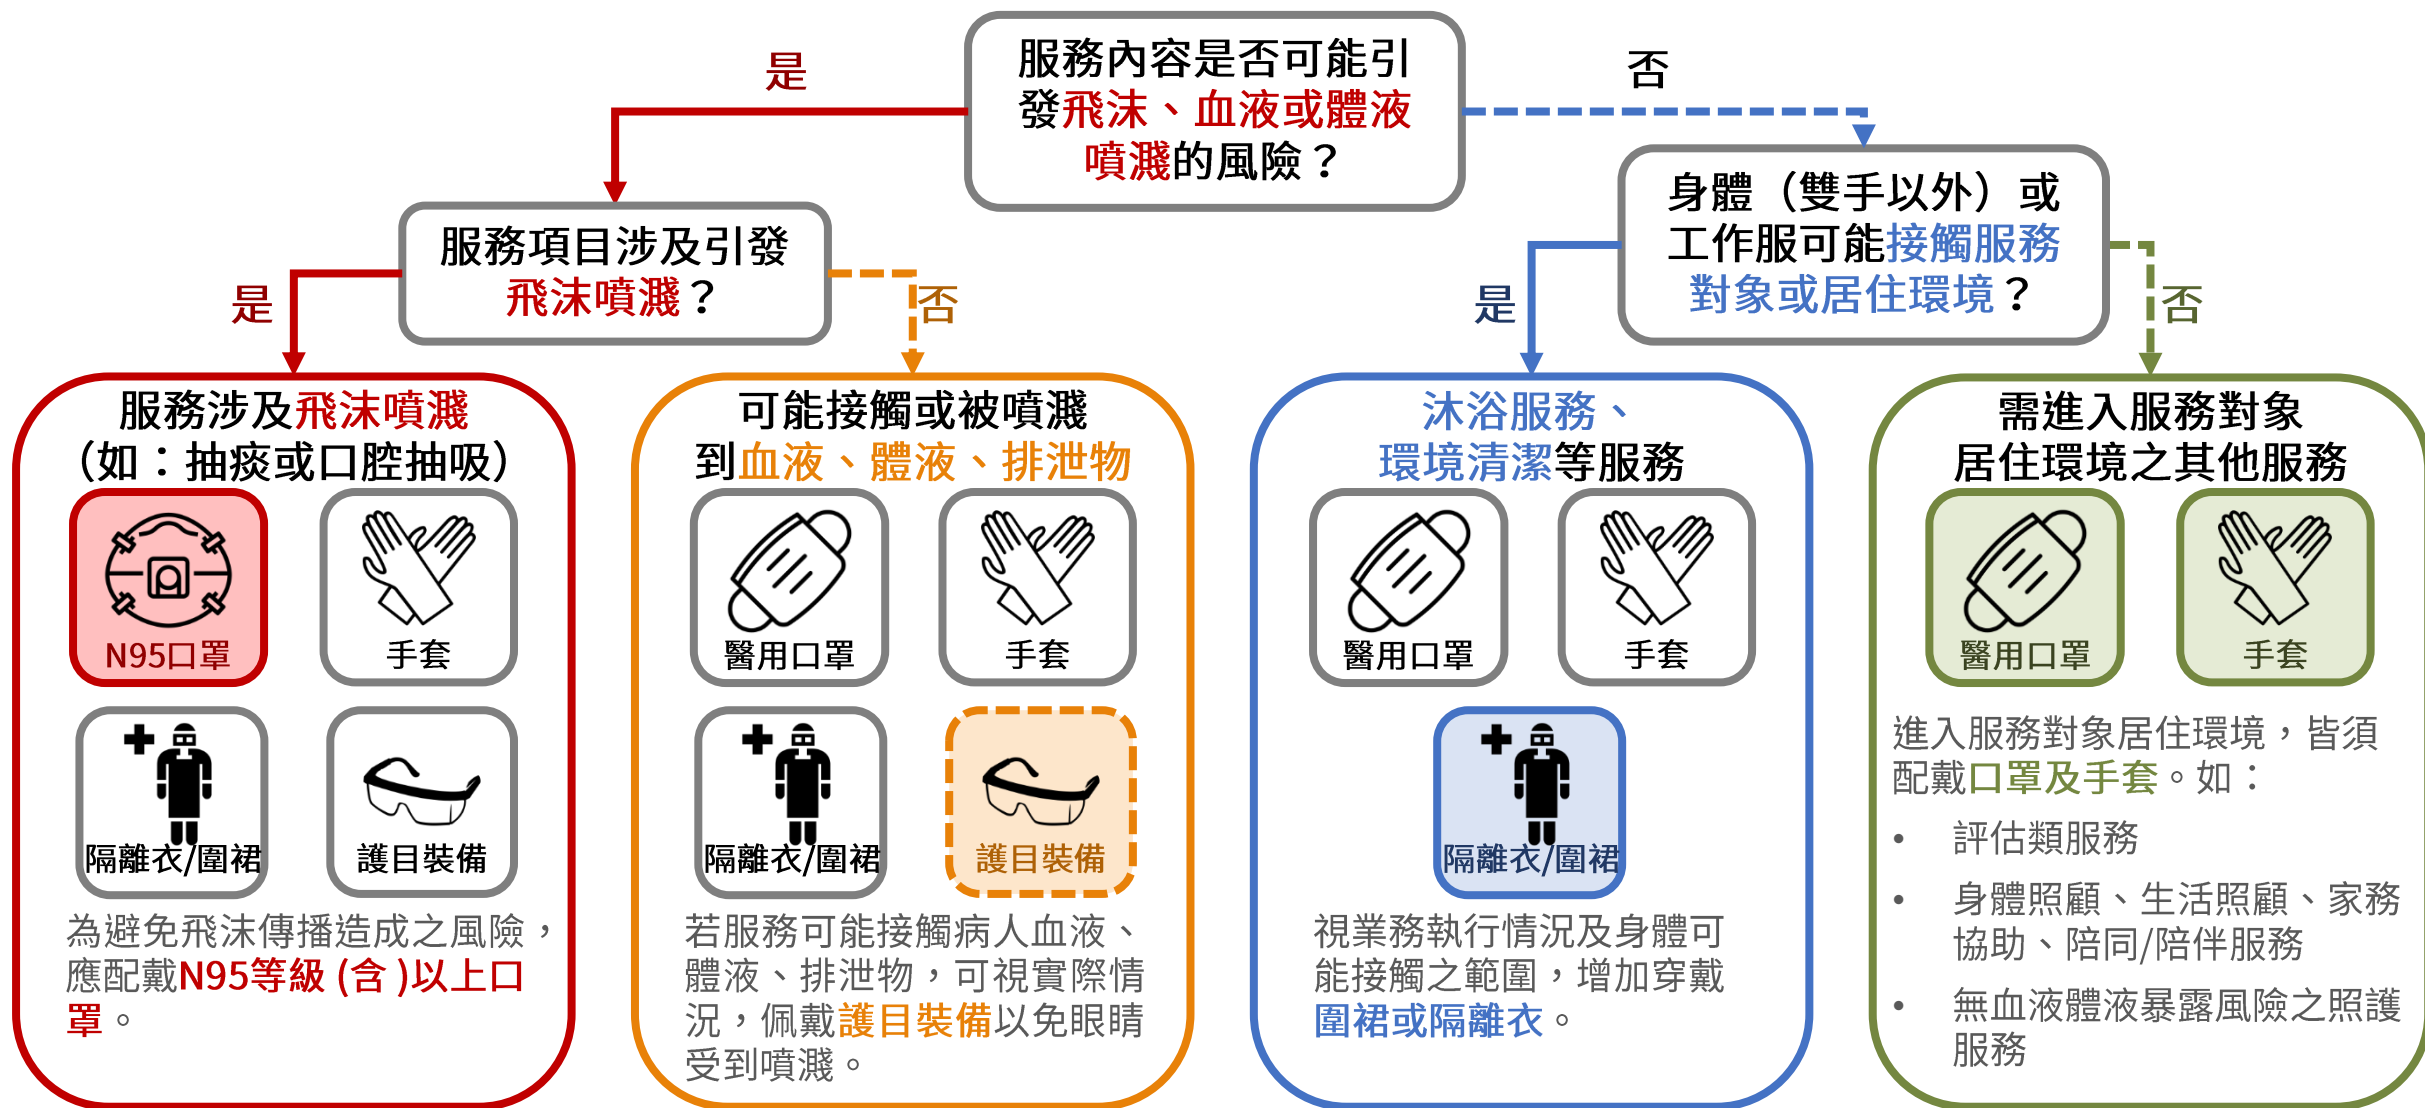 服務內容是否可能引
發飛沫、血液或體液
噴濺的風險？
是
否
服務項目涉及引發
飛沫噴濺？
是
否
身體（雙手以外）或
工作服可能接觸服務
對象或居住環境？
是
否
服務涉及飛沫噴濺
（如：抽痰或口腔抽吸）
N95口罩
手套
隔離衣/圍裙
護目裝備
為避免飛沫傳播造成之風險，
應配戴N95等級 (含 )以上口
罩。
可能接觸或被噴濺
到血液、體液、排泄物
醫用口罩
手套
隔離衣/圍裙
護目裝備
若服務可能接觸病人血液、
體液、排泄物，可視實際情
況，佩戴護目裝備以免眼睛
受到噴濺。
沐浴服務、
環境清潔等服務
醫用口罩
手套
隔離衣/圍裙
視業務執行情況及身體可
能接觸之範圍，增加穿戴
圍裙或隔離衣。
需進入服務對象
居住環境之其他服務
醫用口罩
手套
進入服務對象居住環境，皆須
配戴口罩及手套。如：
• 評估類服務
• 身體照顧、生活照顧、家務
協助、陪同/陪伴服務
• 無血液體液暴露風險之照護
服務